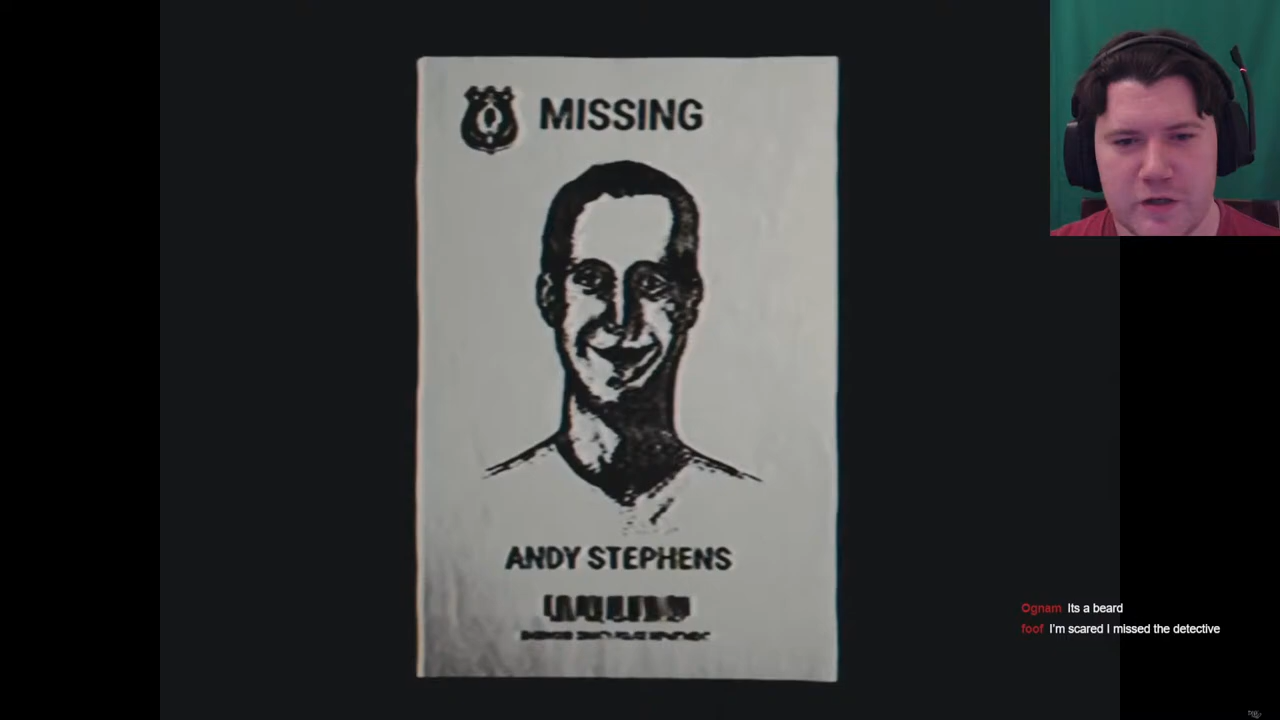 MISSING
ANDY STEPHENS
Ognam Its a beard
foof I'm scared I missed the detective